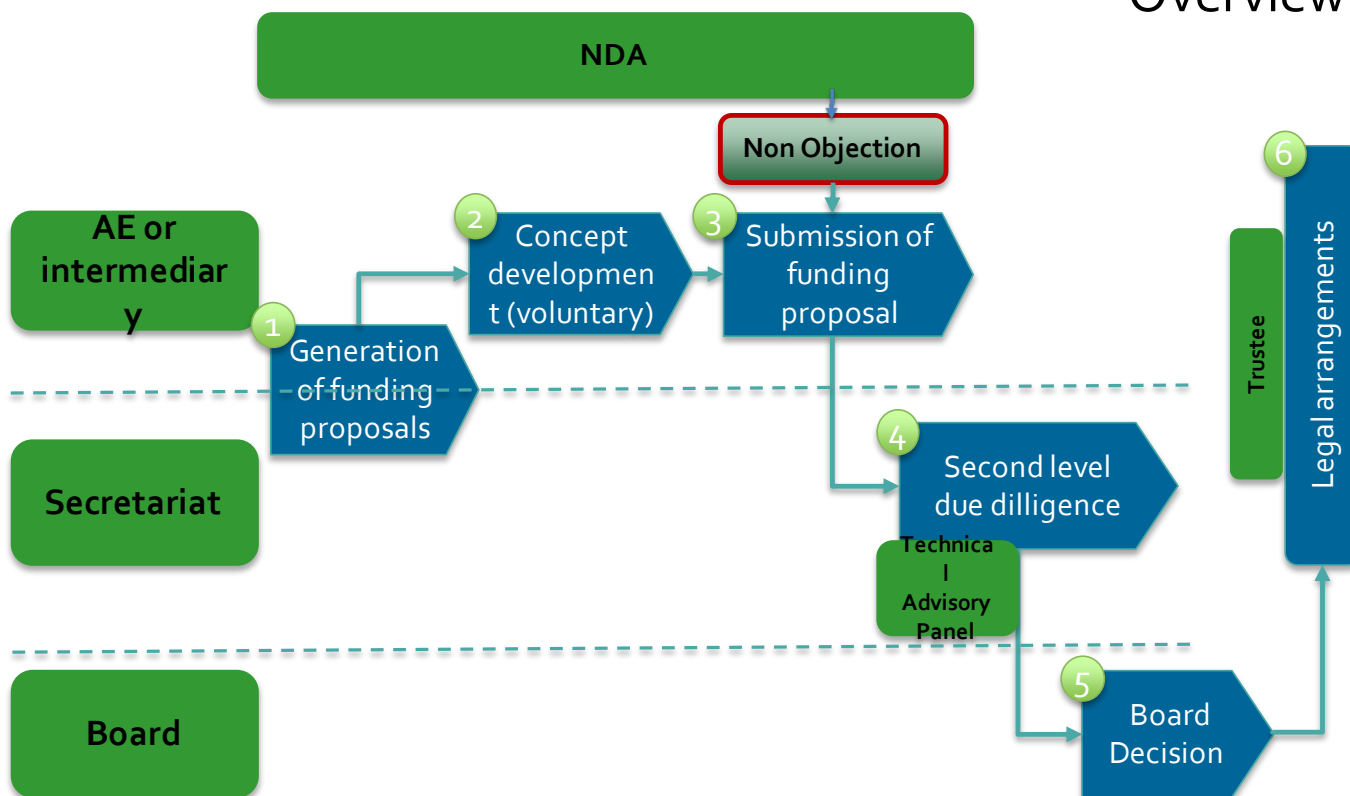 Overview
NDA
Non Objection
6
AE or
intermediar
y
2
Concept
developmen
t (voluntary)
3
Submission of
funding
proposal
1
Generation
of funding
proposals
Trustee
Legal arrangements
Secretariat
4
Second level
due dilligence
Technica
l
Advisory
Panel
Board
5
Board
Decision